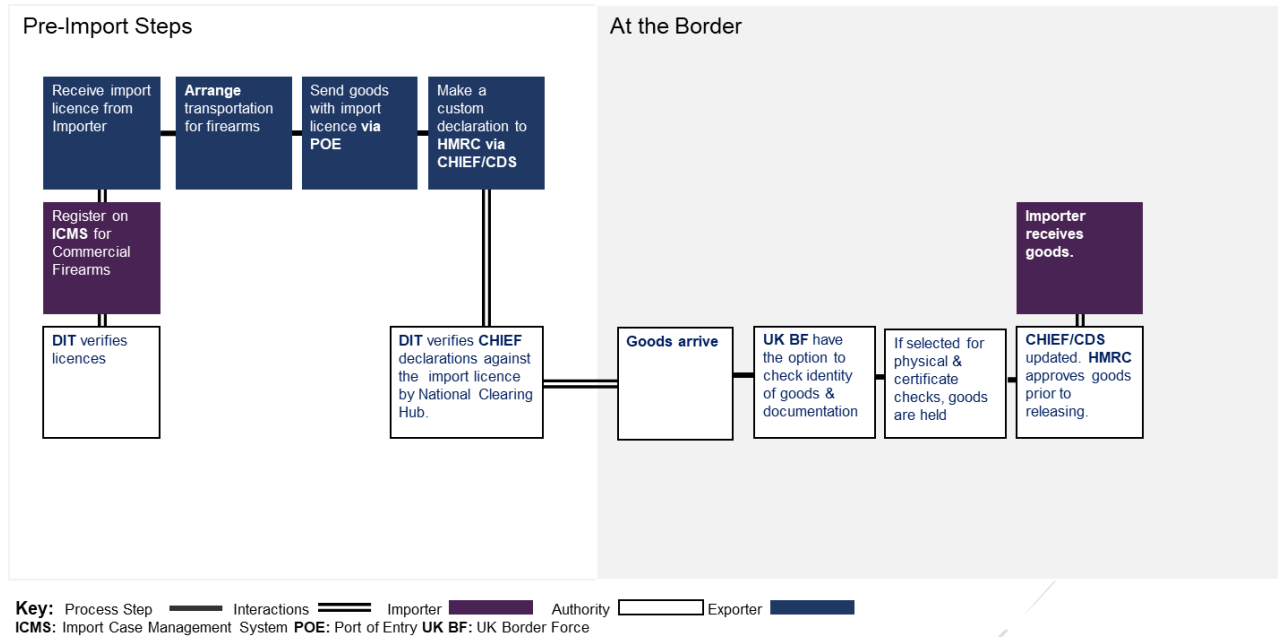 Pre-Import Steps
At the Border
Receive import
licence from
Importer
Arrange
transportation
for firearms
Send goods
with import
licence via
POE
Make a
custom
declaration to
HMRC via
CHIEF/CDS
Register on
ICMS for
Commercial
Firearms
Importer
receives
goods.
DIT verifies
licences
DIT verifies CHIEF
declarations against
the import licence
by National Clearing
Hub.
Goods arrive
UK BF have
the option to
check identity
of goods &
documentation
If selected for
physical &
certificate
checks, goods
are held
CHIEF/CDS
updated. HMRC
approves goods
prior to
releasing.
Key: Process Step Interactions Importer Authority Exporter
ICMS: Import Case Management System POE: Port of Entry UK BF: UK Border Force